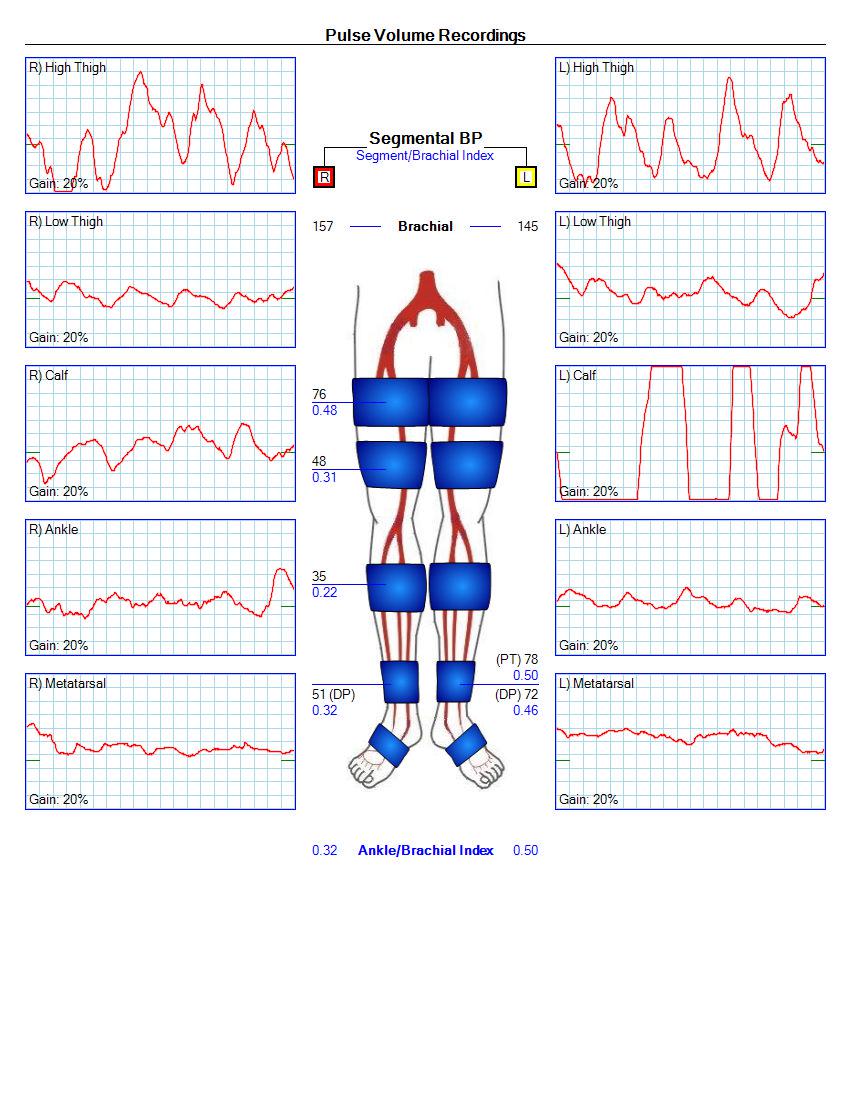 Pulse Volume Recordings
R) High Thigh
Gain: 20%
L) High Thigh
Gain: 20%
Segmental BP
Segment/Brachial Index
R
L
157 Brachial 145
R) Low Thigh
Gain: 20%
L) Low Thigh
Gain: 20%
R) Calf
Gain: 20%
L) Calf
Gain: 20%
76
0.48
48
0.31
R) Ankle
Gain: 20%
L) Ankle
Gain: 20%
35
0.22
R) Metatarsal
Gain: 20%
L) Metatarsal
Gain: 20%
(PT) 78
0.50
51 (DP)
0.32
(DP) 72
0.46
0.32 Ankle/Brachial Index 0.50